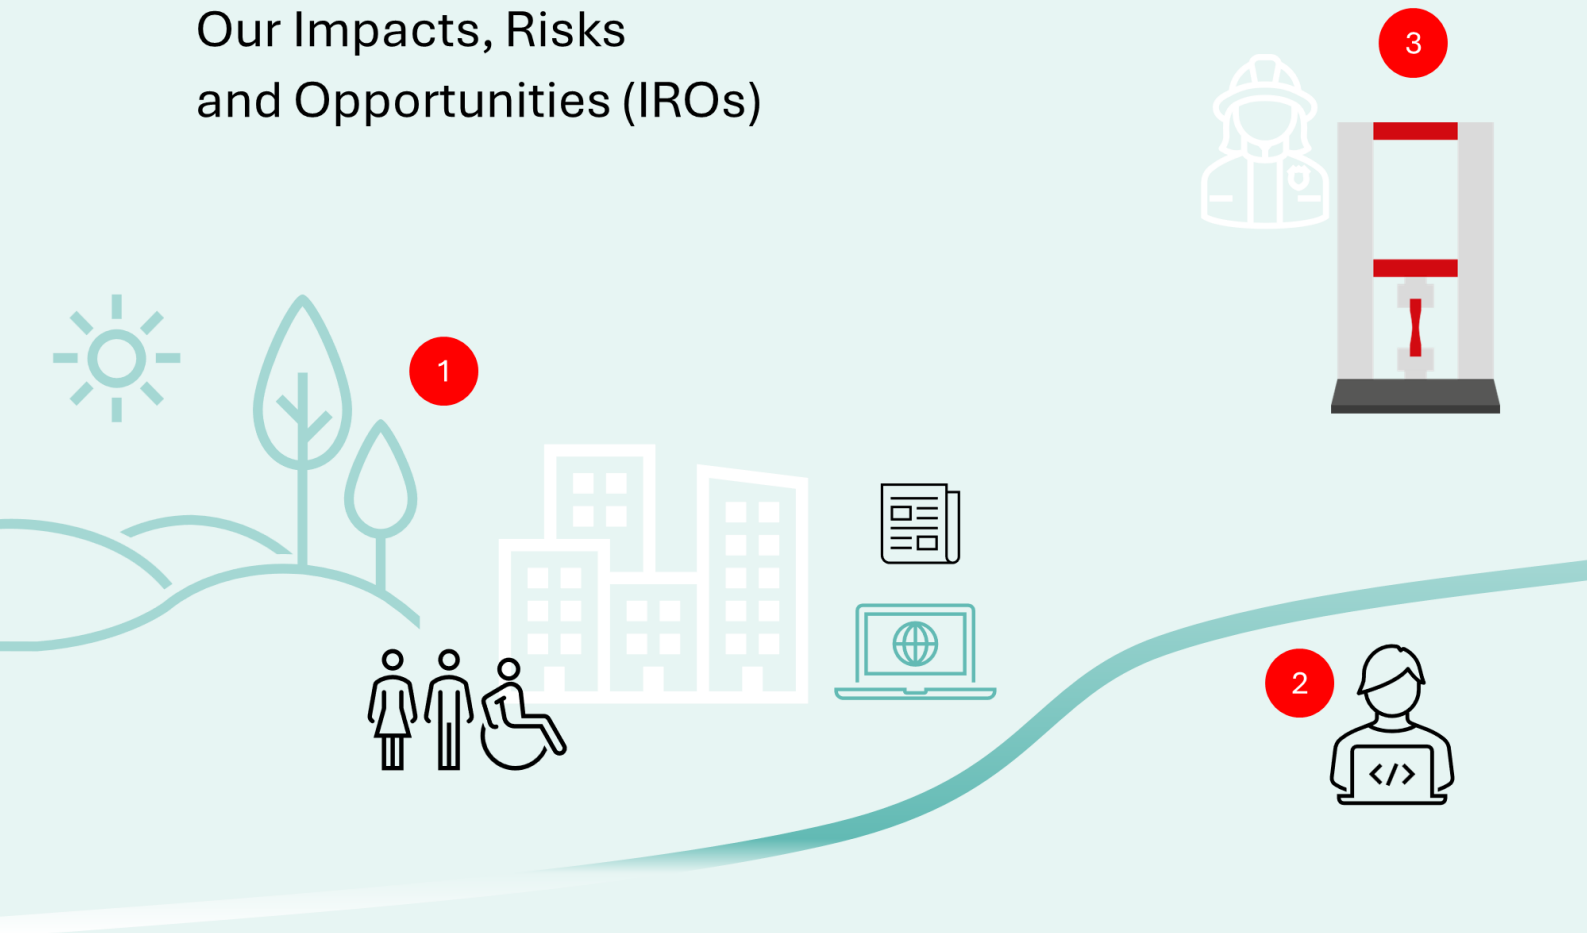 Our Impacts, Risks
and Opportunities (IROs)
3
1
2
</>